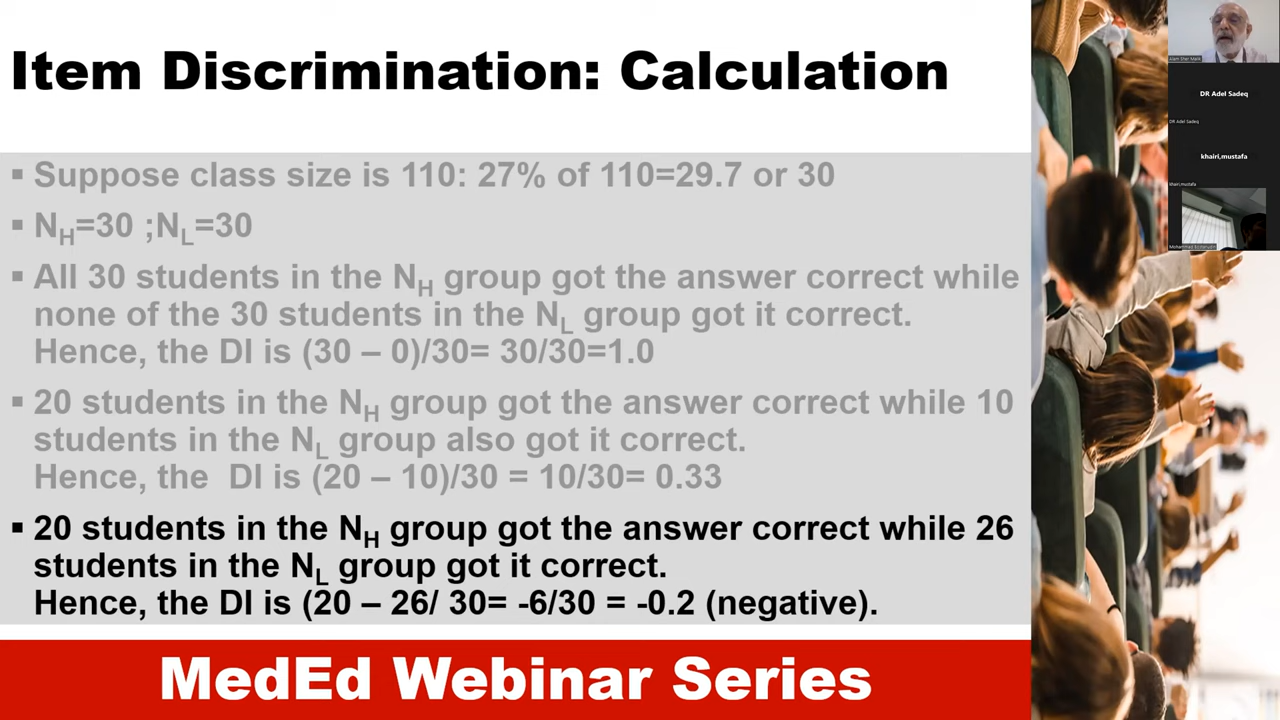 Item Discrimination: Calculation
▪ Suppose class size is 110: 27% of 110=29.7 or 30
▪ NH=30 ;NL=30
▪ All 30 students in the NH group got the answer correct while
none of the 30 students in the NL group got it correct.
Hence, the DI is (30 – 0)/30= 30/30=1.0
▪ 20 students in the NH group got the answer correct while 10
students in the NL group also got it correct.
Hence, the  DI is (20 – 10)/30 = 10/30= 0.33
▪ 20 students in the NH group got the answer correct while 26
students in the NL group got it correct.
Hence, the DI is (20 – 26/ 30= -6/30 = -0.2 (negative).
MedEd Webinar Series
DR Adel Sadeq
DR Adel Sadeq
khairi,mustafa
khairi,mustafa